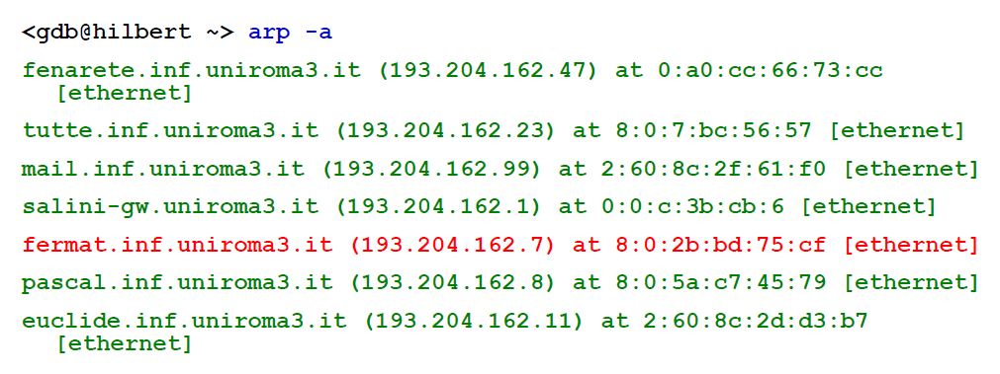 <gdb@hilbert ~> arp -a
fenarete.inf.uniroma3.it (193.204.162.47) at 0:a0:cc:66:73:cc
[ethernet]
tutte.inf.uniroma3.it (193.204.162.23) at 8:0:7:bc:56:57 [ethernet]
mail.inf.uniroma3.it (193.204.162.99) at 2:60:8c:2f:61:f0 [ethernet]
salini-gw.uniroma3.it (193.204.162.1) at 0:0:c:3b:cb:6 [ethernet]
fermat.inf.uniroma3.it (193.204.162.7) at 8:0:2b:bd:75:cf [ethernet]
pascal.inf.uniroma3.it (193.204.162.8) at 8:0:5a:c7:45:79 [ethernet]
euclide.inf.uniroma3.it (193.204.162.11) at 2:60:8c:2d:d3:b7
[ethernet]